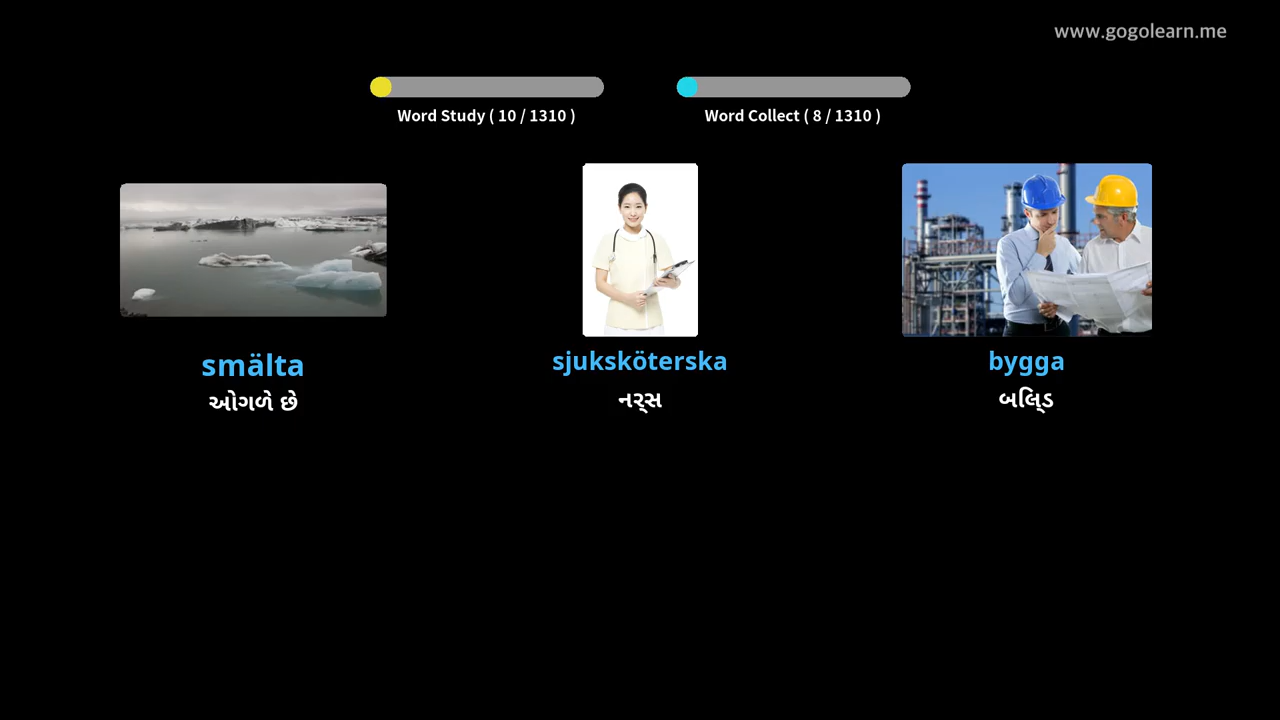 www.gogolearn.me
Word Study ( 10 / 1310 )
Word Collect ( 8 / 1310 )
smälta
ઓગળે છે
sjuksköterska
નર્સ
bygga
બિલ્ડ